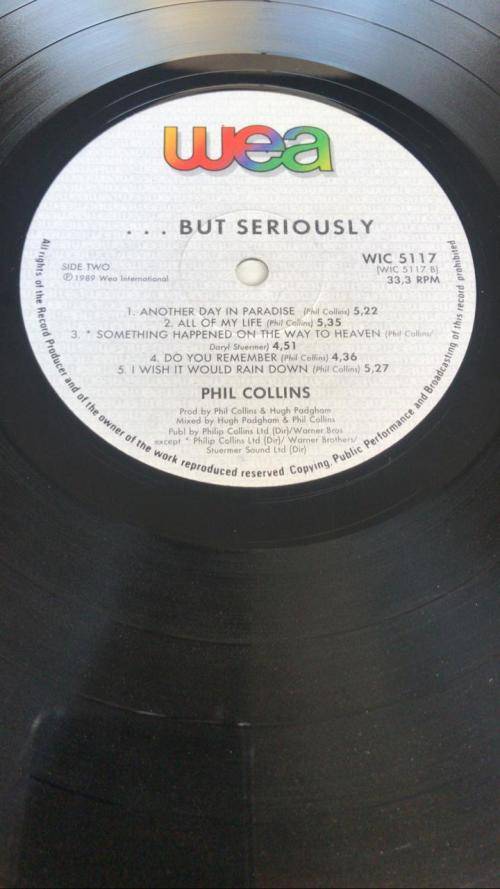 wea
. . . BUT SERIOUSLY
SIDE TWO
℗ 1989 Wea International
WIC 5117
(WIC 5117 B)
33,3 RPM
1. ANOTHER DAY IN PARADISE (Phil Collins) 5,22
2. ALL OF MY LIFE (Phil Collins) 5,35
3. * SOMETHING HAPPENED ON THE WAY TO HEAVEN (Phil Collins/
Daryl Stuermer) 4,51
4. DO YOU REMEMBER (Phil Collins) 4,36
5. I WISH IT WOULD RAIN DOWN (Phil Collins) 5,27
PHIL COLLINS
Prod by Phil Collins & Hugh Padgham
Mixed by Hugh Padgham & Phil Collins
Publ by Philip Collins Ltd (Dir)/Warner Bros
except * Philip Collins Ltd (Dir)/ Warner Brothers/
Stuermer Sound Ltd (Dir)
All rights of the Record Producer and of the owner of the work reproduced reserved Copying, Public Performance and Broadcasting of this record prohibited